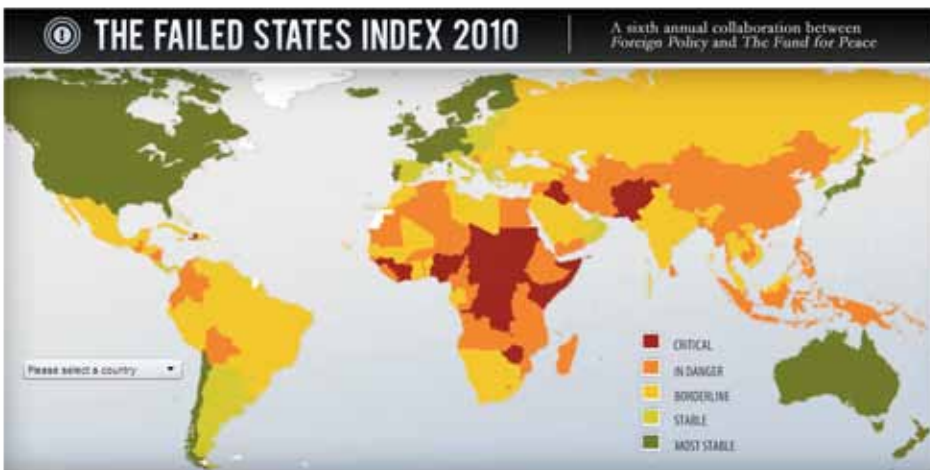 THE FAILED STATES INDEX 2010
A sixth annual collaboration between
Foreign Policy and The Fund for Peace
Please select a country
CRITICAL
IN DANGER
BORDERLINE
STABLE
MOST STABLE